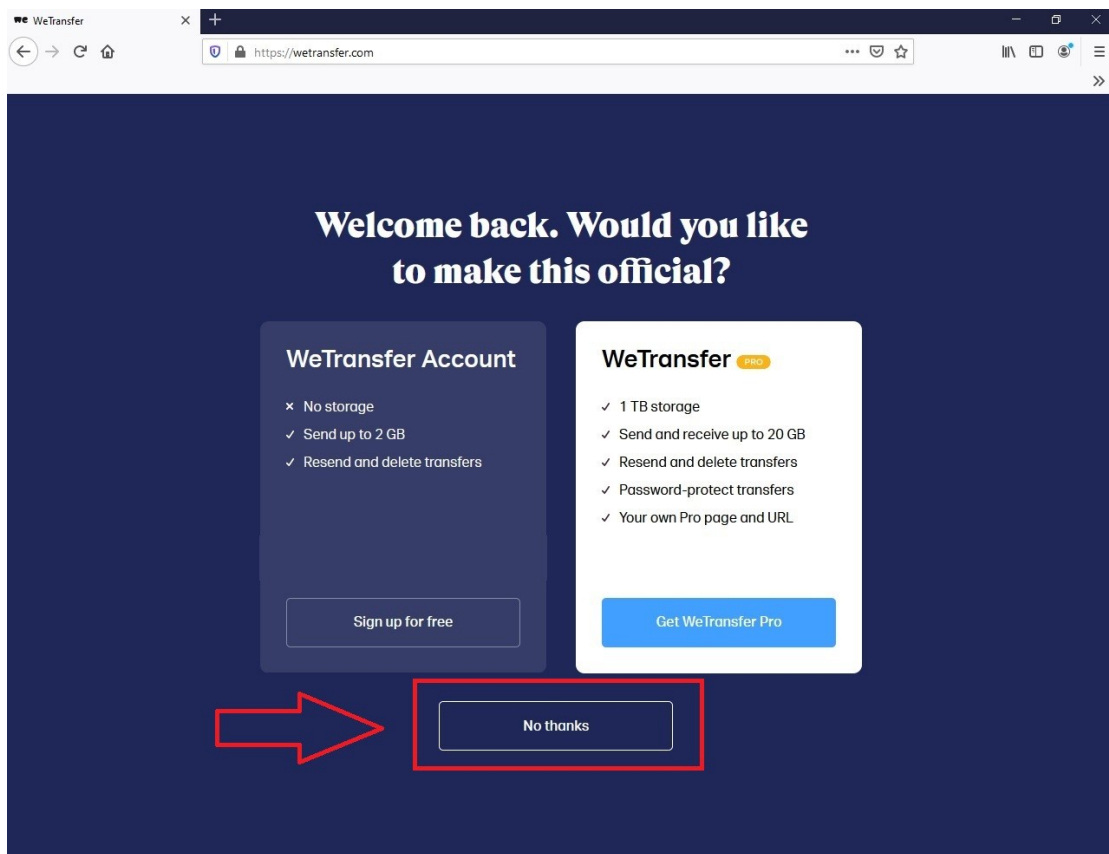 we WeTransfer
https://wetransfer.com
Welcome back. Would you like
to make this official?
WeTransfer Account
No storage
Send up to 2 GB
Resend and delete transfers
Sign up for free
WeTransfer PRO
1 TB storage
Send and receive up to 20 GB
Resend and delete transfers
Password-protect transfers
Your own Pro page and URL
Get WeTransfer Pro
No thanks